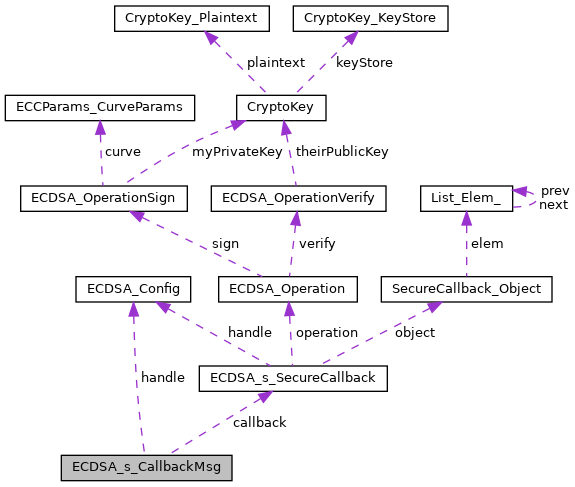 CryptoKey_Plaintext
CryptoKey_KeyStore
plaintext
keyStore
ECCParams_CurveParams
CryptoKey
curve
myPrivateKey
theirPublicKey
ECDSA_OperationSign
ECDSA_OperationVerify
List_Elem_
prev
next
sign
verify
elem
ECDSA_Config
ECDSA_Operation
SecureCallback_Object
handle
operation
object
ECDSA_s_SecureCallback
handle
callback
ECDSA_s_CallbackMsg